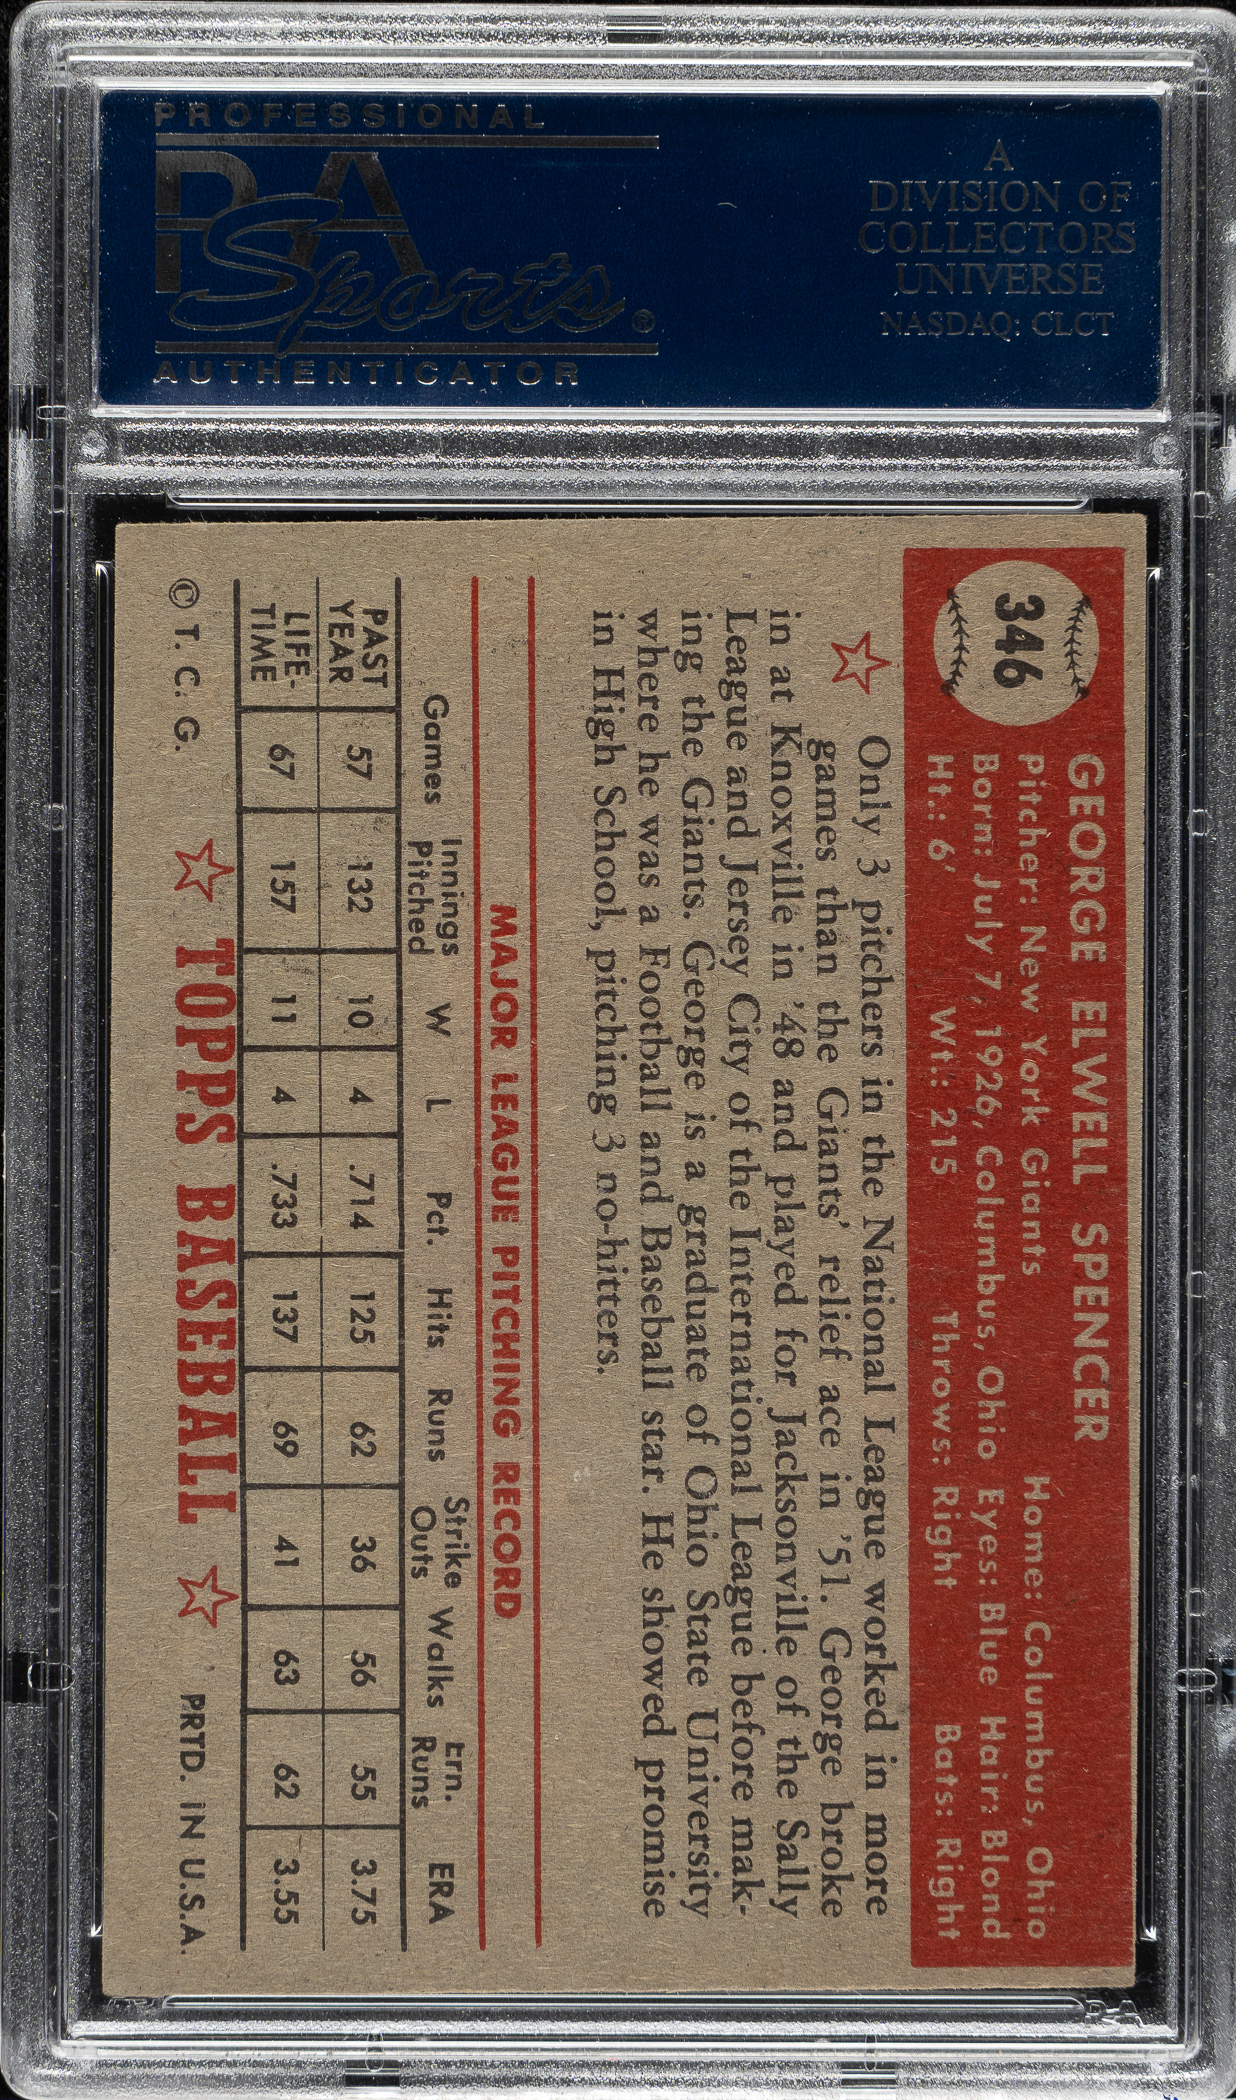 PROFESSIONAL
PSA
Sports®
AUTHENTICATOR
A
DIVISION OF
COLLECTORS
UNIVERSE
NASDAQ: CLCT
346
GEORGE ELWELL SPENCER
Pitcher: New York Giants Home: Columbus, Ohio
Born: July 7, 1926, Columbus, Ohio Eyes: Blue Hair: Blond
Ht.: 6' Wt.: 215 Throws: Right Bats: Right
Only 3 pitchers in the National League worked in more
games than the Giants' relief ace in '51. George broke
in at Knoxville in '48 and played for Jacksonville of the Sally
League and Jersey City of the International League before mak-
ing the Giants. George is a graduate of Ohio State University
where he was a Football and Baseball star. He showed promise
in High School, pitching 3 no-hitters.
MAJOR LEAGUE PITCHING RECORD
Games Innings Pitched W L Pct. Hits Runs Strike Outs Walks Ern. Runs ERA
PAST YEAR 57 132 10 4 .714 125 62 36 56 55 3.75
LIFE- TIME 67 157 11 4 .733 137 69 41 63 62 3.55
© T. C. G. TOPPS BASEBALL PRTD. IN U.S.A.
PSA